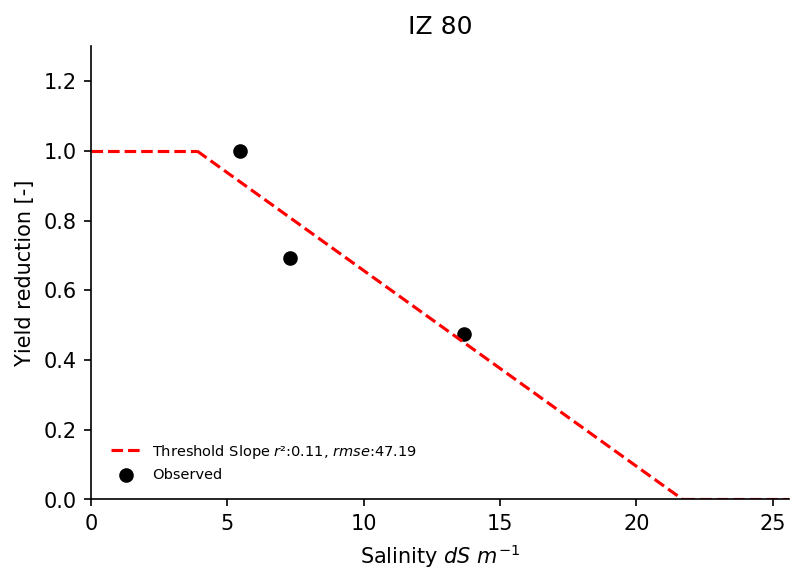 IZ 80
1.2
1.0
0.8
0.6
0.4
0.2
0.0
Yield reduction [-]
Threshold Slope r²:0.11, rmse:47.19
Observed
0 5 10 15 20 25
Salinity dS m⁻¹